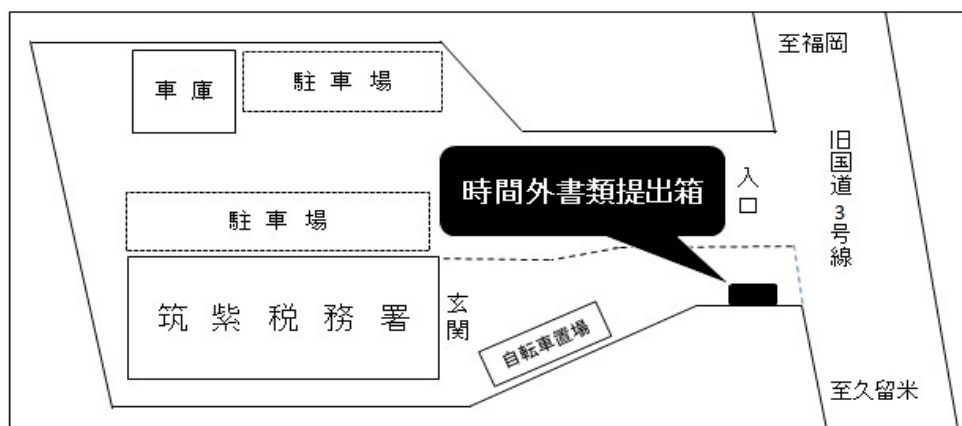 至福岡
車庫
駐車場
旧国道3号線
入口
時間外書類提出箱
駐車場
筑紫税務署
玄関
自転車置場
至久留米